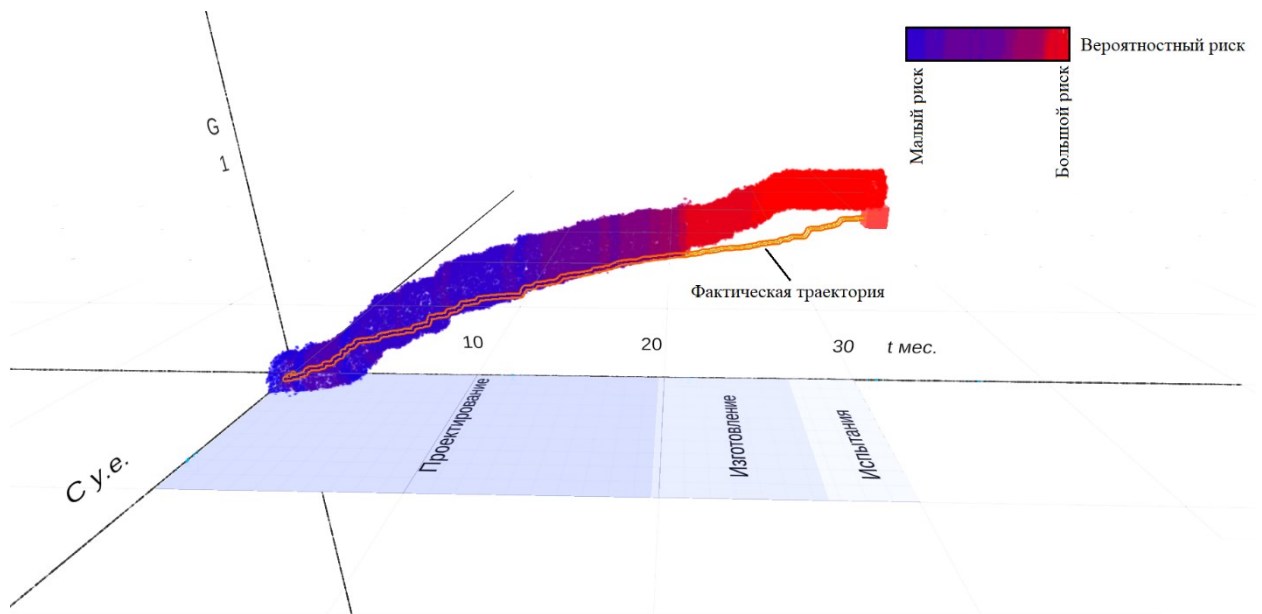 Вероятностный риск
Малый риск
Большой риск
G
1
Фактическая траектория
10
20
30
t мес.
Проектирование
Изготовление
Испытания
С у.е.